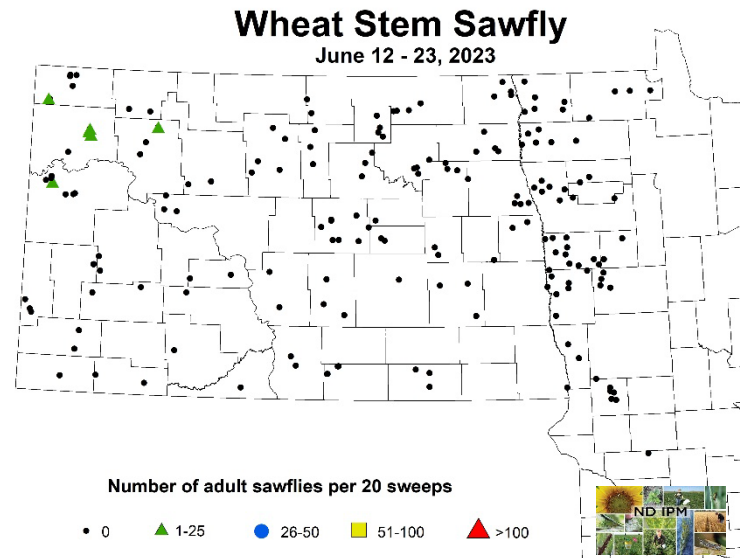 Wheat Stem Sawfly
June 12 - 23, 2023
Number of adult sawflies per 20 sweeps
0 1-25 26-50 51-100 >100
ND IPM